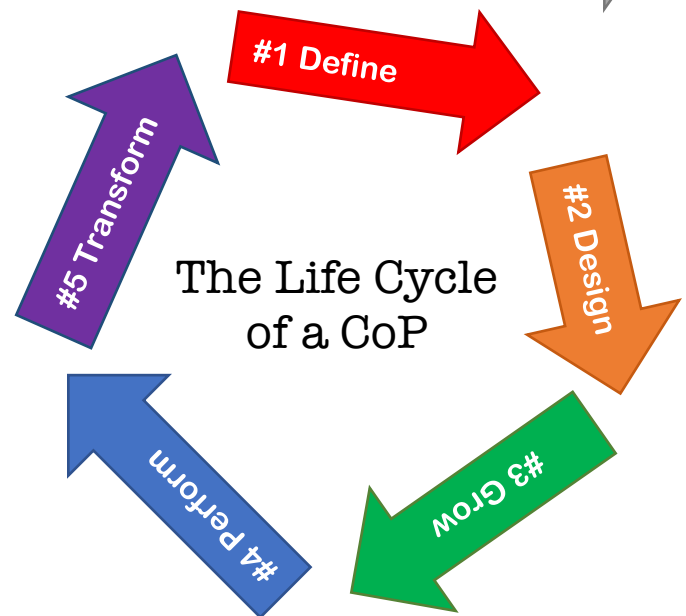 #1 Define
#2 Design
#3 Grow
#4 Perform
#5 Transform
The Life Cycle
of a CoP